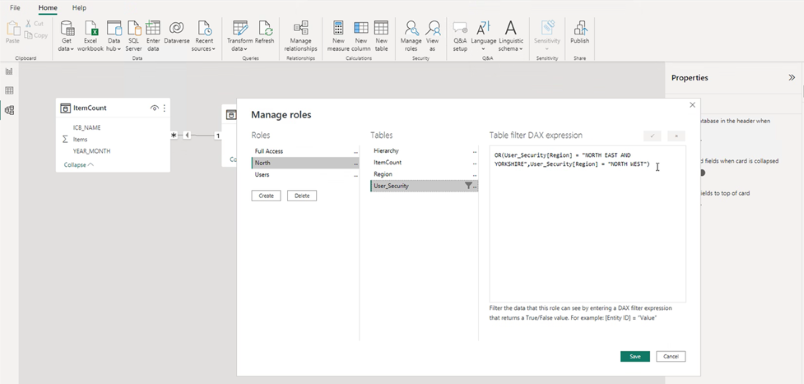 File Home Help
Paste
Cut
Copy
Get data
Excel workbook
Data hub
SQL Server
Enter data
Dataverse
Recent sources
Transform data
Refresh
Manage relationships
New measure
New column
New table
Manage roles
View as
Q&A setup
Language
Linguistic schema
Sensitivity
Publish
Clipboard
Data
Queries
Relationships
Calculations
Security
Q&A
Sensitivity
Share
ItemCount
ICB_NAME
Items
YEAR_MONTH
Collapse
1
Properties
atabase in the header when
d fields when card is collapsed
ields to top of card
Manage roles
Roles
Full Access
North
Users
Create
Delete
Tables
Hierarchy
ItemCount
Region
User_Security
Table filter DAX expression
OR(User_Security[Region] = "NORTH EAST AND
YORKSHIRE",User_Security[Region] = "NORTH WEST")
Filter the data that this role can see by entering a DAX filter expression
that returns a True/False value. For example: [Entity ID] = "Value"
Save
Cancel